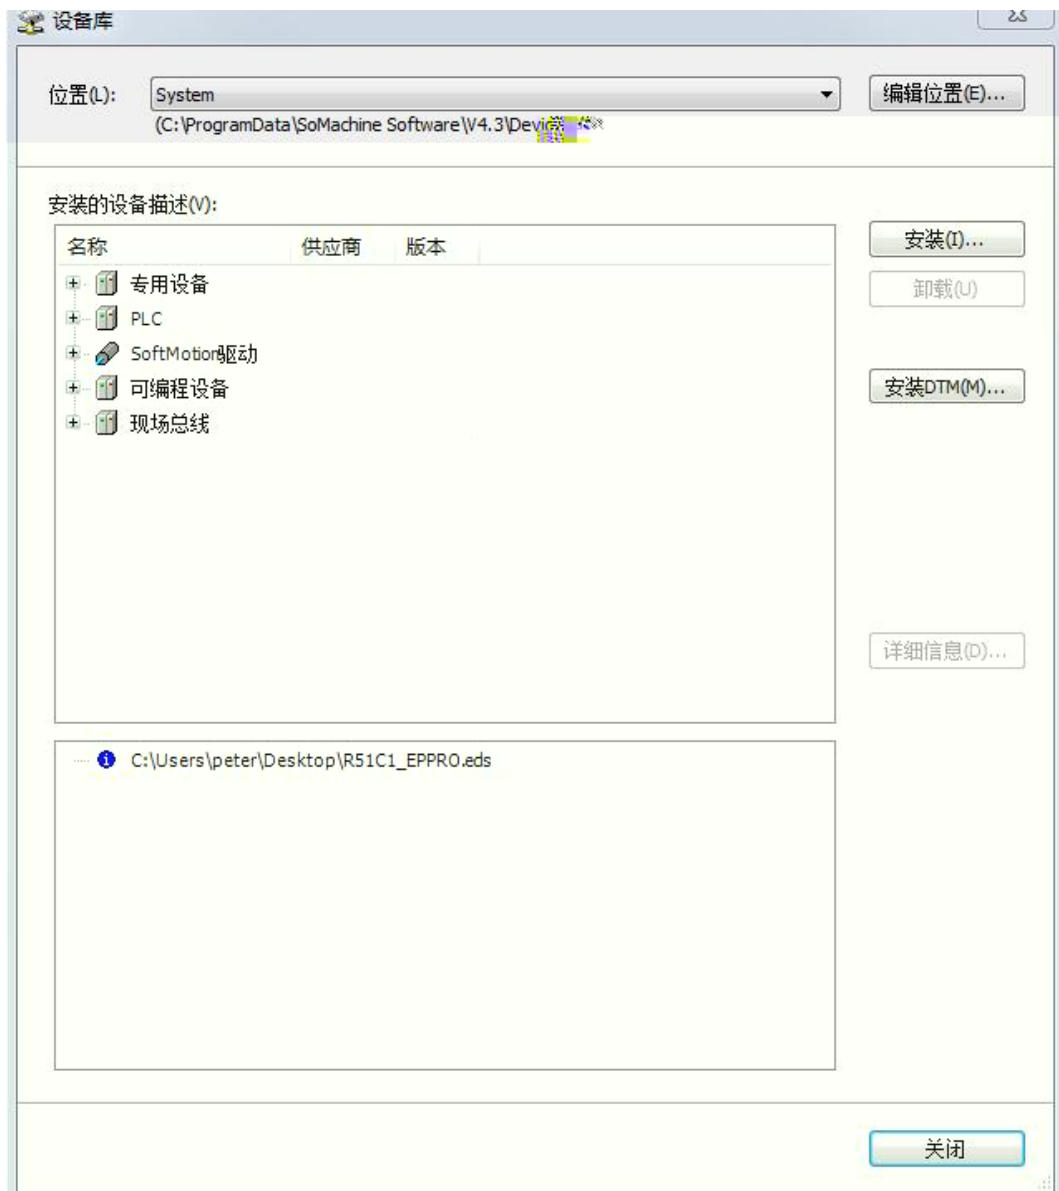 设备库
位置(L):
System
编辑位置(E)...
(C:\ProgramData\SoMachine Software\V4.3\Devic
安装的设备描述(V):
名称 供应商 版本
安装(I)...
专用设备
卸载(U)
PLC
SoftMotion驱动
可编程设备
安装DTM(M)...
现场总线
详细信息(D)...
C:\Users\peter\Desktop\R51C1_EPPRO.eds
关闭